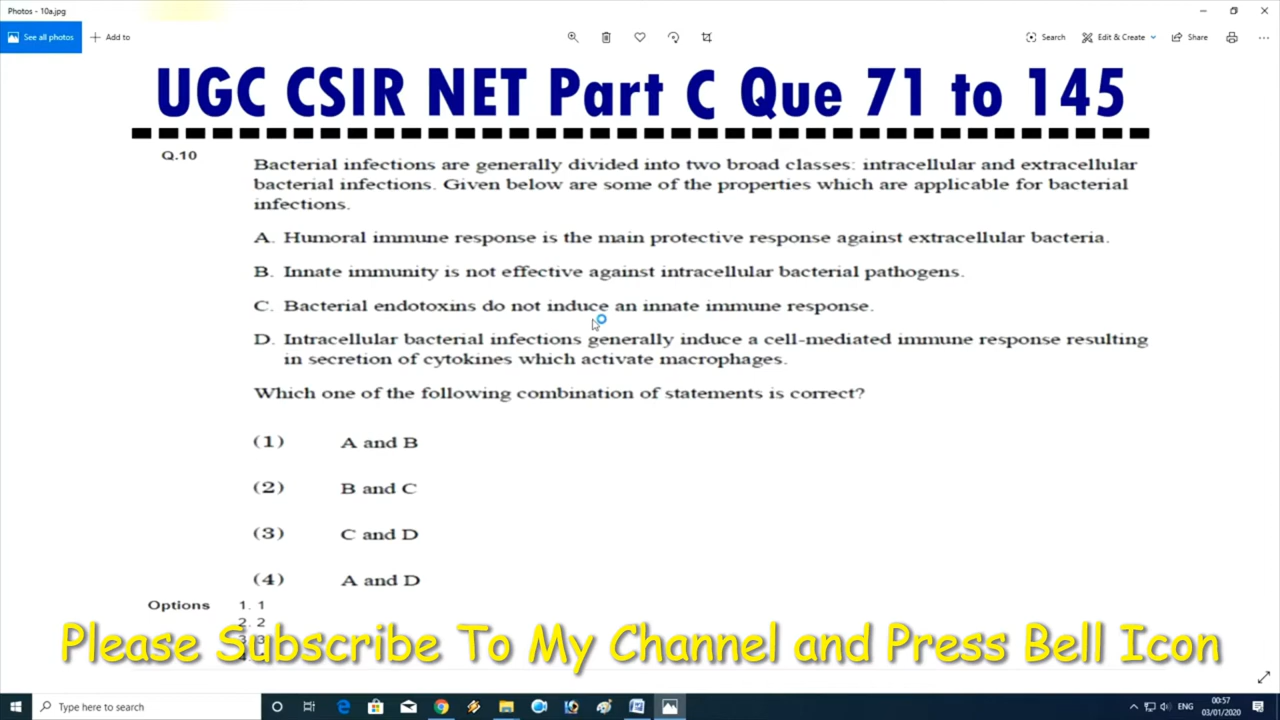 Photos - 10a.jpg
See all photos
Add to
Search
Edit & Create
Share
UGC CSIR NET Part C Que 71 to 145
Q.10
Bacterial infections are generally divided into two broad classes: intracellular and extracellular
bacterial infections. Given below are some of the properties which are applicable for bacterial
infections.
A. Humoral immune response is the main protective response against extracellular bacteria.
B. Innate immunity is not effective against intracellular bacterial pathogens.
C. Bacterial endotoxins do not induce an innate immune response.
D. Intracellular bacterial infections generally induce a cell-mediated immune response resulting
in secretion of cytokines which activate macrophages.
Which one of the following combination of statements is correct?
(1) A and B
(2) B and C
(3) C and D
(4) A and D
Options 1. 1
2. 2
Please Subscribe To My Channel and Press Bell Icon
Type here to search
ENG
00:57
03/01/2020